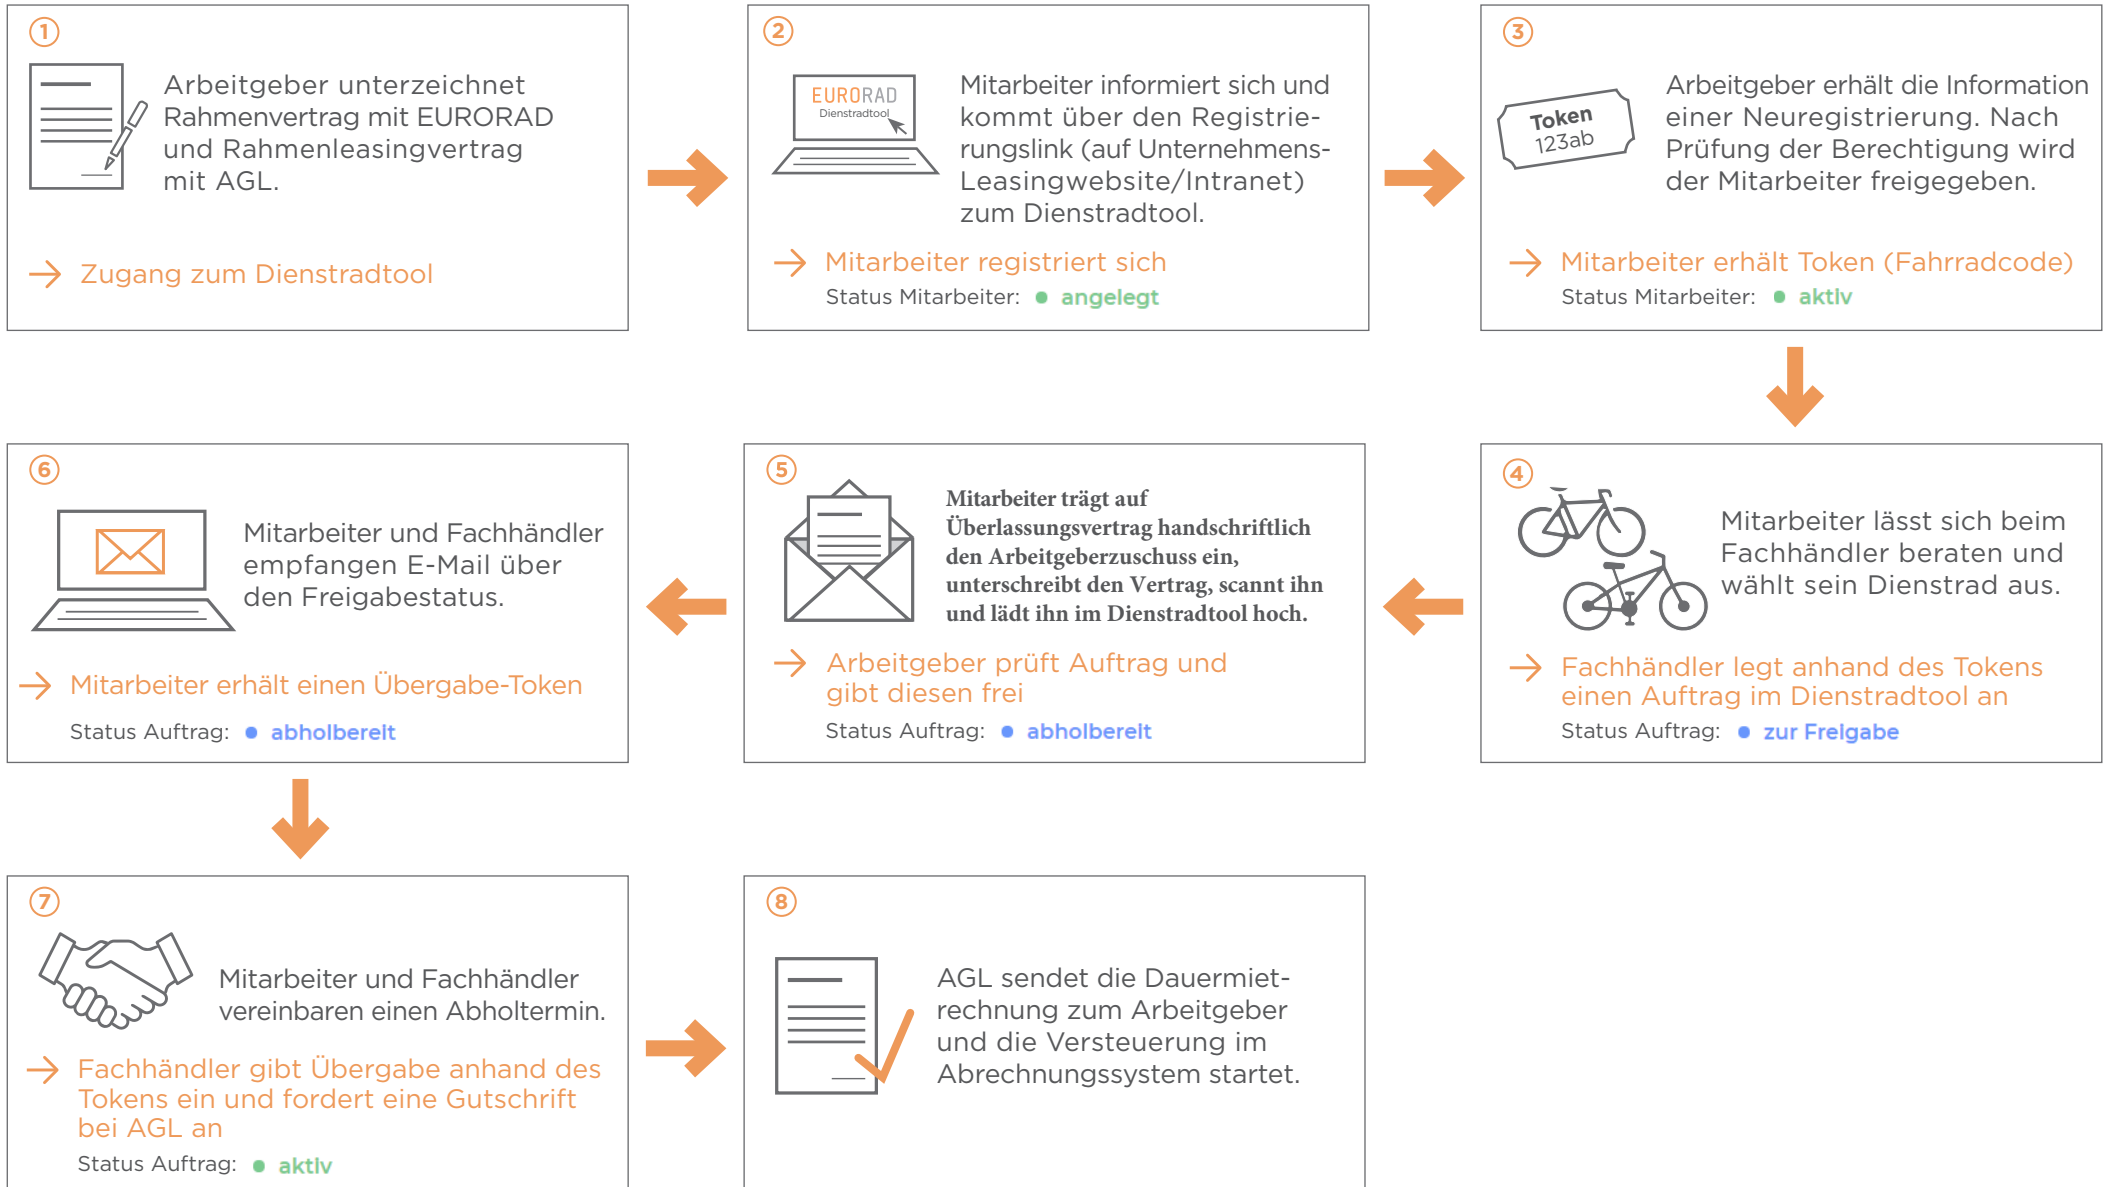 1
Arbeitgeber unterzeichnet
Rahmenvertrag mit EURORAD
und Rahmenleasingvertrag
mit AGL.
Zugang zum Dienstradtool
2
EURORAD
Dienstradtool
Mitarbeiter informiert sich und
kommt über den Registrie-
rungslink (auf Unternehmens-
Leasingwebsite/Intranet)
zum Dienstradtool.
Mitarbeiter registriert sich
Status Mitarbeiter: • angelegt
3
Token
123ab
Arbeitgeber erhält die Information
einer Neuregistrierung. Nach
Prüfung der Berechtigung wird
der Mitarbeiter freigegeben.
Mitarbeiter erhält Token (Fahrradcode)
Status Mitarbeiter: • aktiv
4
Mitarbeiter lässt sich beim
Fachhändler beraten und
wählt sein Dienstrad aus.
Fachhändler legt anhand des Tokens
einen Auftrag im Dienstradtool an
Status Auftrag: • zur Freigabe
5
Mitarbeiter trägt auf
Überlassungsvertrag handschriftlich
den Arbeitgeberzuschuss ein,
unterschreibt den Vertrag, scannt ihn
und lädt ihn im Dienstradtool hoch.
Arbeitgeber prüft Auftrag und
gibt diesen frei
Status Auftrag: • abholbereit
6
Mitarbeiter und Fachhändler
empfangen E-Mail über
den Freigabestatus.
Mitarbeiter erhält einen Übergabe-Token
Status Auftrag: • abholbereit
7
Mitarbeiter und Fachhändler
vereinbaren einen Abholtermin.
Fachhändler gibt Übergabe anhand des
Tokens ein und fordert eine Gutschrift
bei AGL an
Status Auftrag: • aktiv
8
AGL sendet die Dauermiet-
rechnung zum Arbeitgeber
und die Versteuerung im
Abrechnungssystem startet.